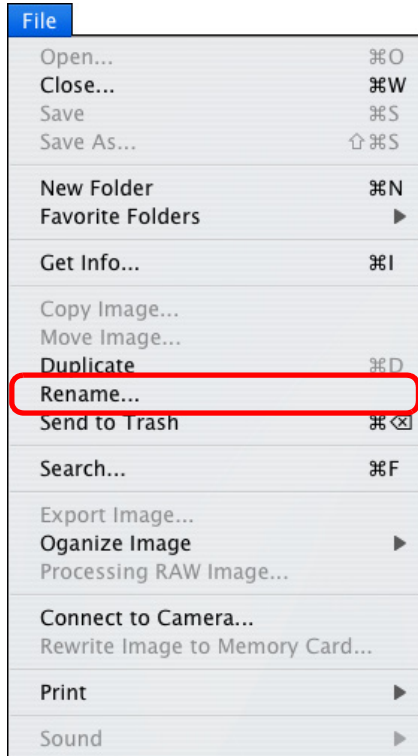 File
Open... ⌘O
Close... ⌘W
Save ⌘S
Save As... ⇧⌘S
New Folder ⌘N
Favorite Folders ▶
Get Info... ⌘I
Copy Image...
Move Image...
Duplicate ⌘D
Rename...
Send to Trash ⌘⌫
Search... ⌘F
Export Image...
Oganize Image ▶
Processing RAW Image...
Connect to Camera...
Rewrite Image to Memory Card...
Print ▶
Sound ▶